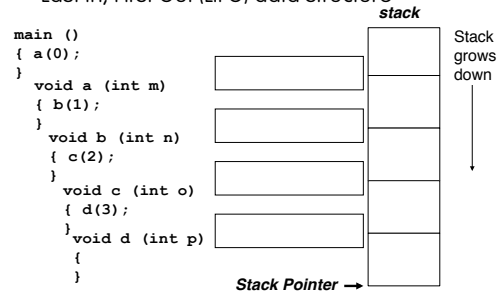 Last In, First Out (LIFO) data structure
stack
main ()
{ a(0);
}
void a (int m)
{ b(1);
}
void b (int n)
{ c(2);
}
void c (int o)
{ d(3);
}
void d (int p)
{
}
Stack
grows
down
Stack Pointer